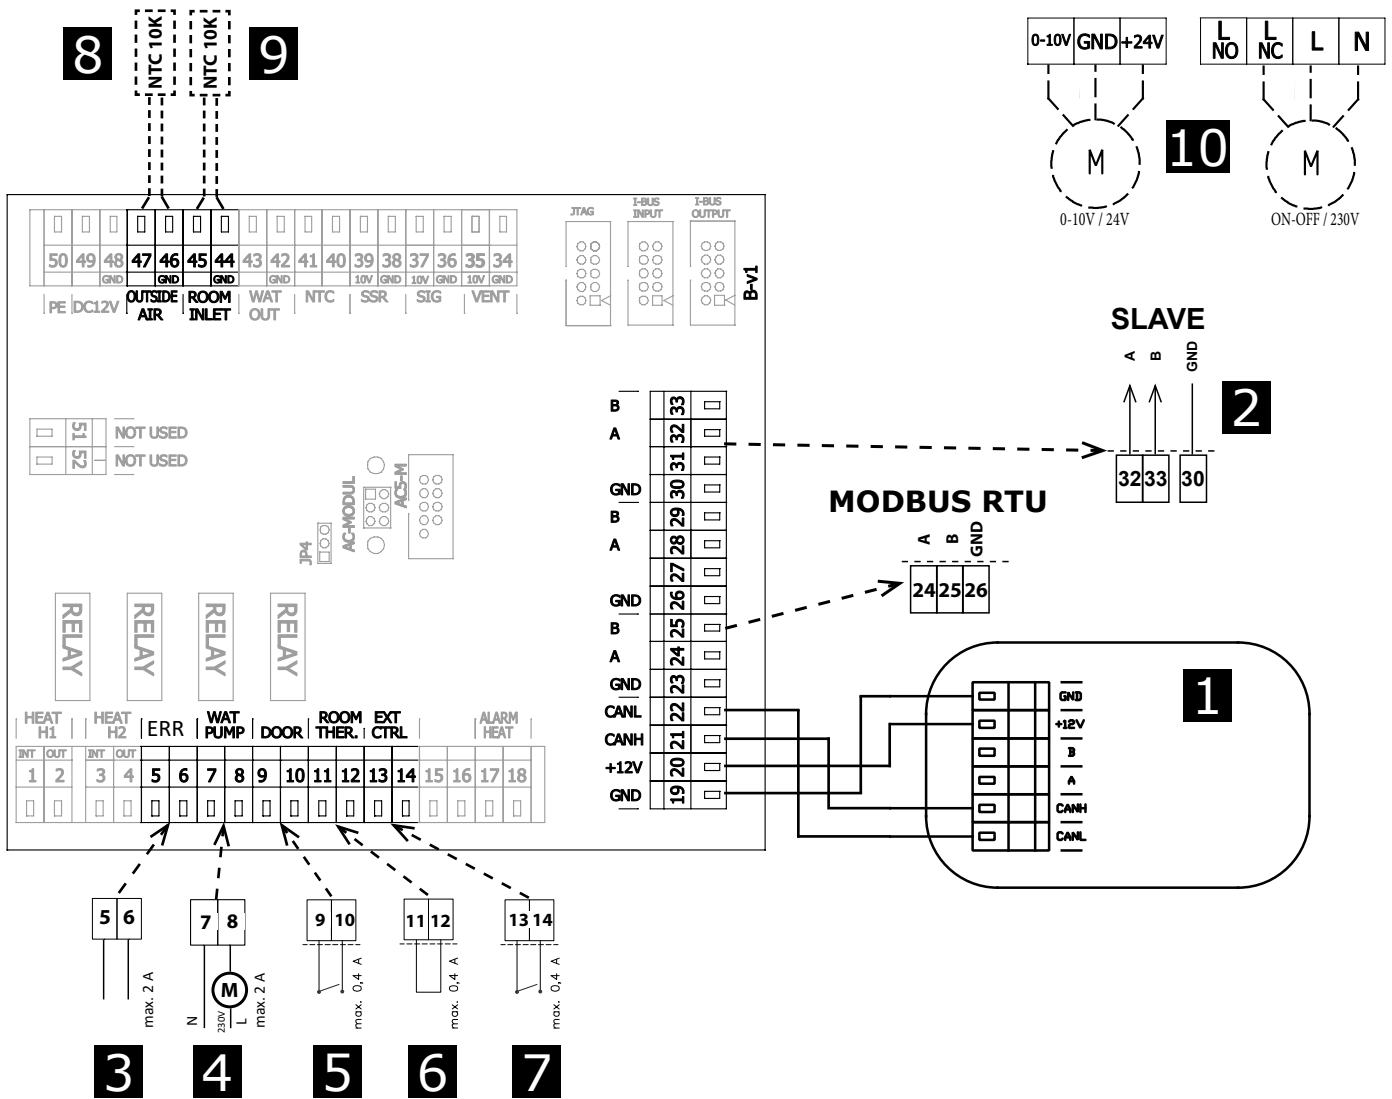 8
NTC 10K
NTC 10K
9
0-10V GND +24V
L NO
L NC
L
N
M
10
M
0-10V / 24V
ON-OFF / 230V
JTAG
I-BUS INPUT
I-BUS OUTPUT
50 49 48 47 46 45 44 43 42 41 40 39 38 37 36 35 34
GND GND GND GND 10V GND 10V GND 10V GND
PE DC12V OUTSIDE AIR ROOM INLET WAT OUT NTC SSR SIG VENT
B-v1
SLAVE
A B GND
2
32 33 30
51 NOT USED
52 NOT USED
AC-MODUL
AC5-M
JP4
B 33
A 32
31
GND 30
B 29
A 28
27
GND 26
B 25
A 24
GND 23
CANL 22
CANH 21
+12V 20
GND 19
MODBUS RTU
A B GND
24 25 26
1
GND
+12V
B
A
CANH
CANL
RELAY RELAY RELAY RELAY
HEAT H1
HEAT H2
ERR
WAT PUMP
DOOR
ROOM THER.
EXT CTRL
ALARM HEAT
INT OUT INT OUT
1 2 3 4 5 6 7 8 9 10 11 12 13 14 15 16 17 18
5 6
max. 2 A
3
7 8
M
N 230V L
max. 2 A
4
9 10
max. 0,4 A
5
11 12
max. 0,4 A
6
13 14
max. 0,4 A
7